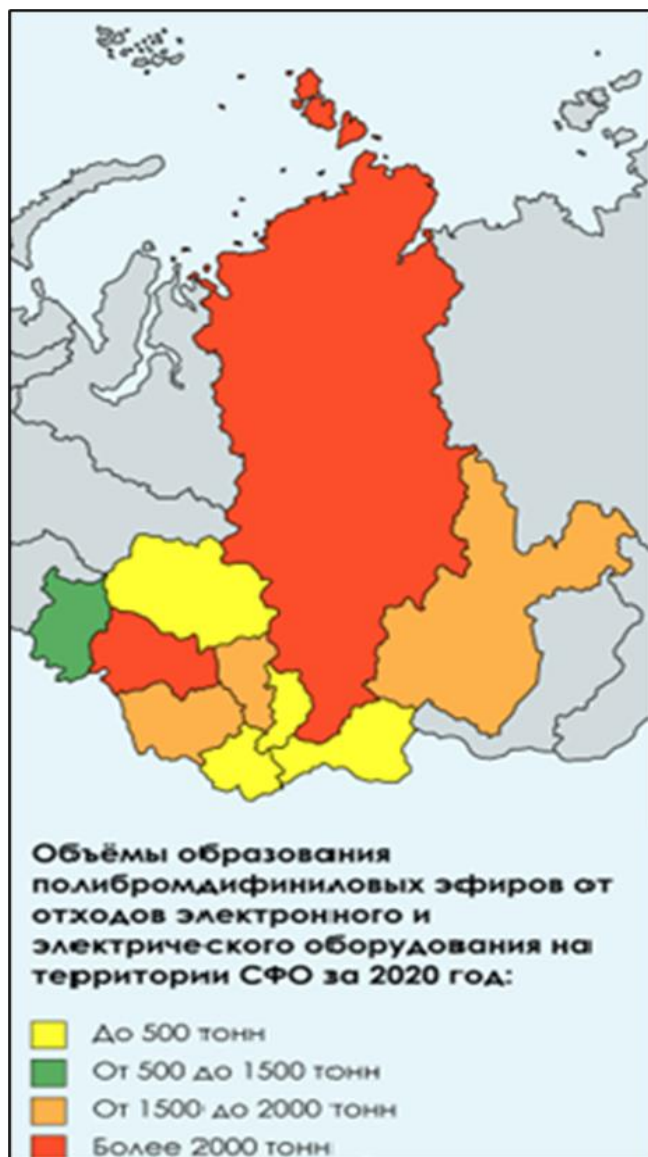 Объёмы образования
полибромдифиниловых эфиров от
отходов электронного и
электрического оборудования на
территории СФО за 2020 год:
До 500 тонн
От 500 до 1500 тонн
От 1500 до 2000 тонн
Более 2000 тонн